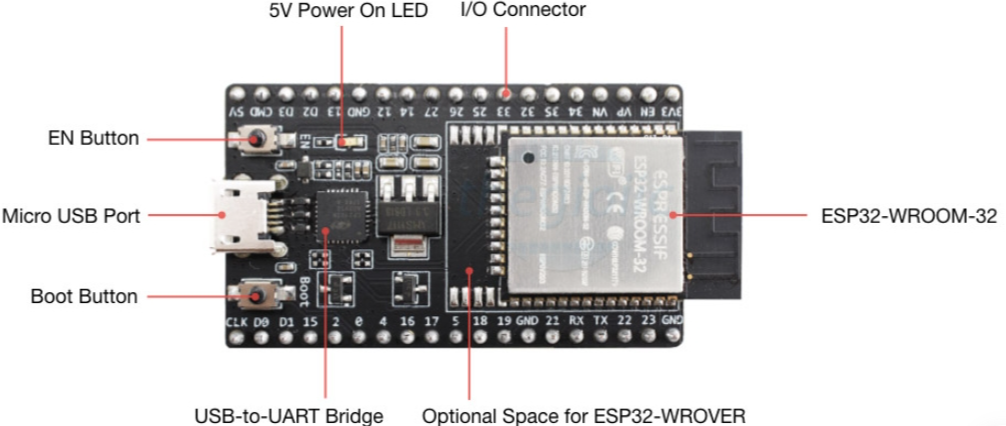 5V Power On LED
I/O Connector
5V CMD D3 D2 13 GND 12 14 27 26 25 33 32 35 34 VN VP EN 3V3
EN Button
EN
Micro USB Port
ESPRESSIF
ESP32-WROOM-32
ESP32-WROOM-32
Boot Button
Boot
CLK D0 D1 15 2 0 4 16 17 5 18 19 GND 21 RX TX 22 23 GND
USB-to-UART Bridge
Optional Space for ESP32-WROVER